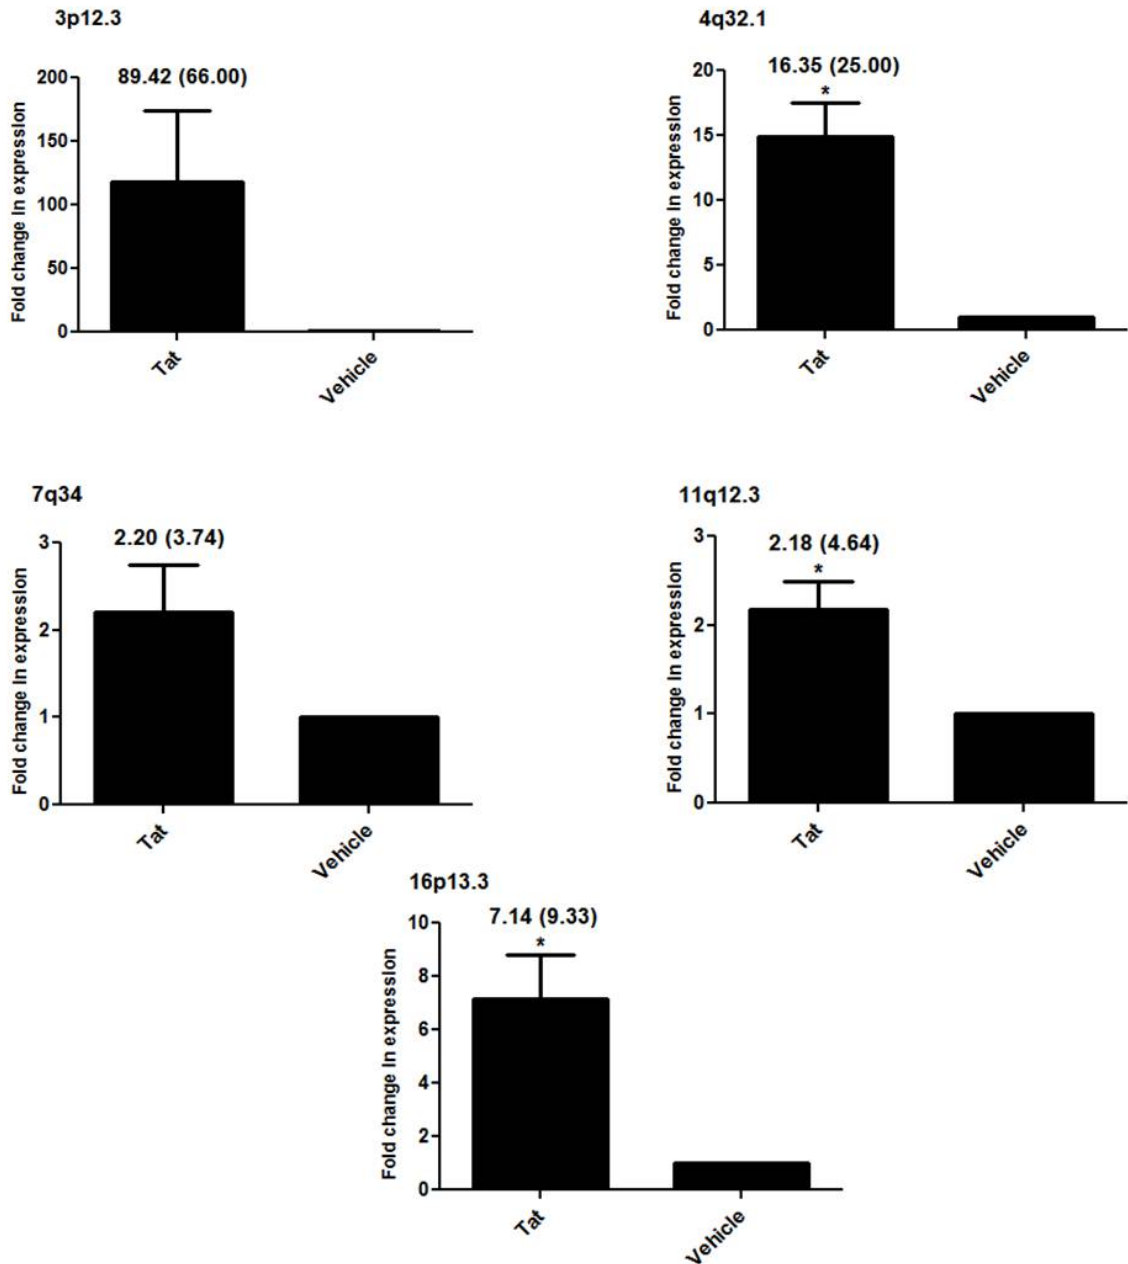 3p12.3
89.42 (66.00)
Fold change In expression
200
150
100
50
0
Tat
Vehicle
4q32.1
16.35 (25.00)
*
Fold change In expression
20
15
10
5
0
Tat
Vehicle
7q34
2.20 (3.74)
Fold change In expression
3
2
1
0
Tat
Vehicle
11q12.3
2.18 (4.64)
*
Fold change In expression
3
2
1
0
Tat
Vehicle
16p13.3
7.14 (9.33)
*
Fold change In expression
10
8
6
4
2
0
Tat
Vehicle